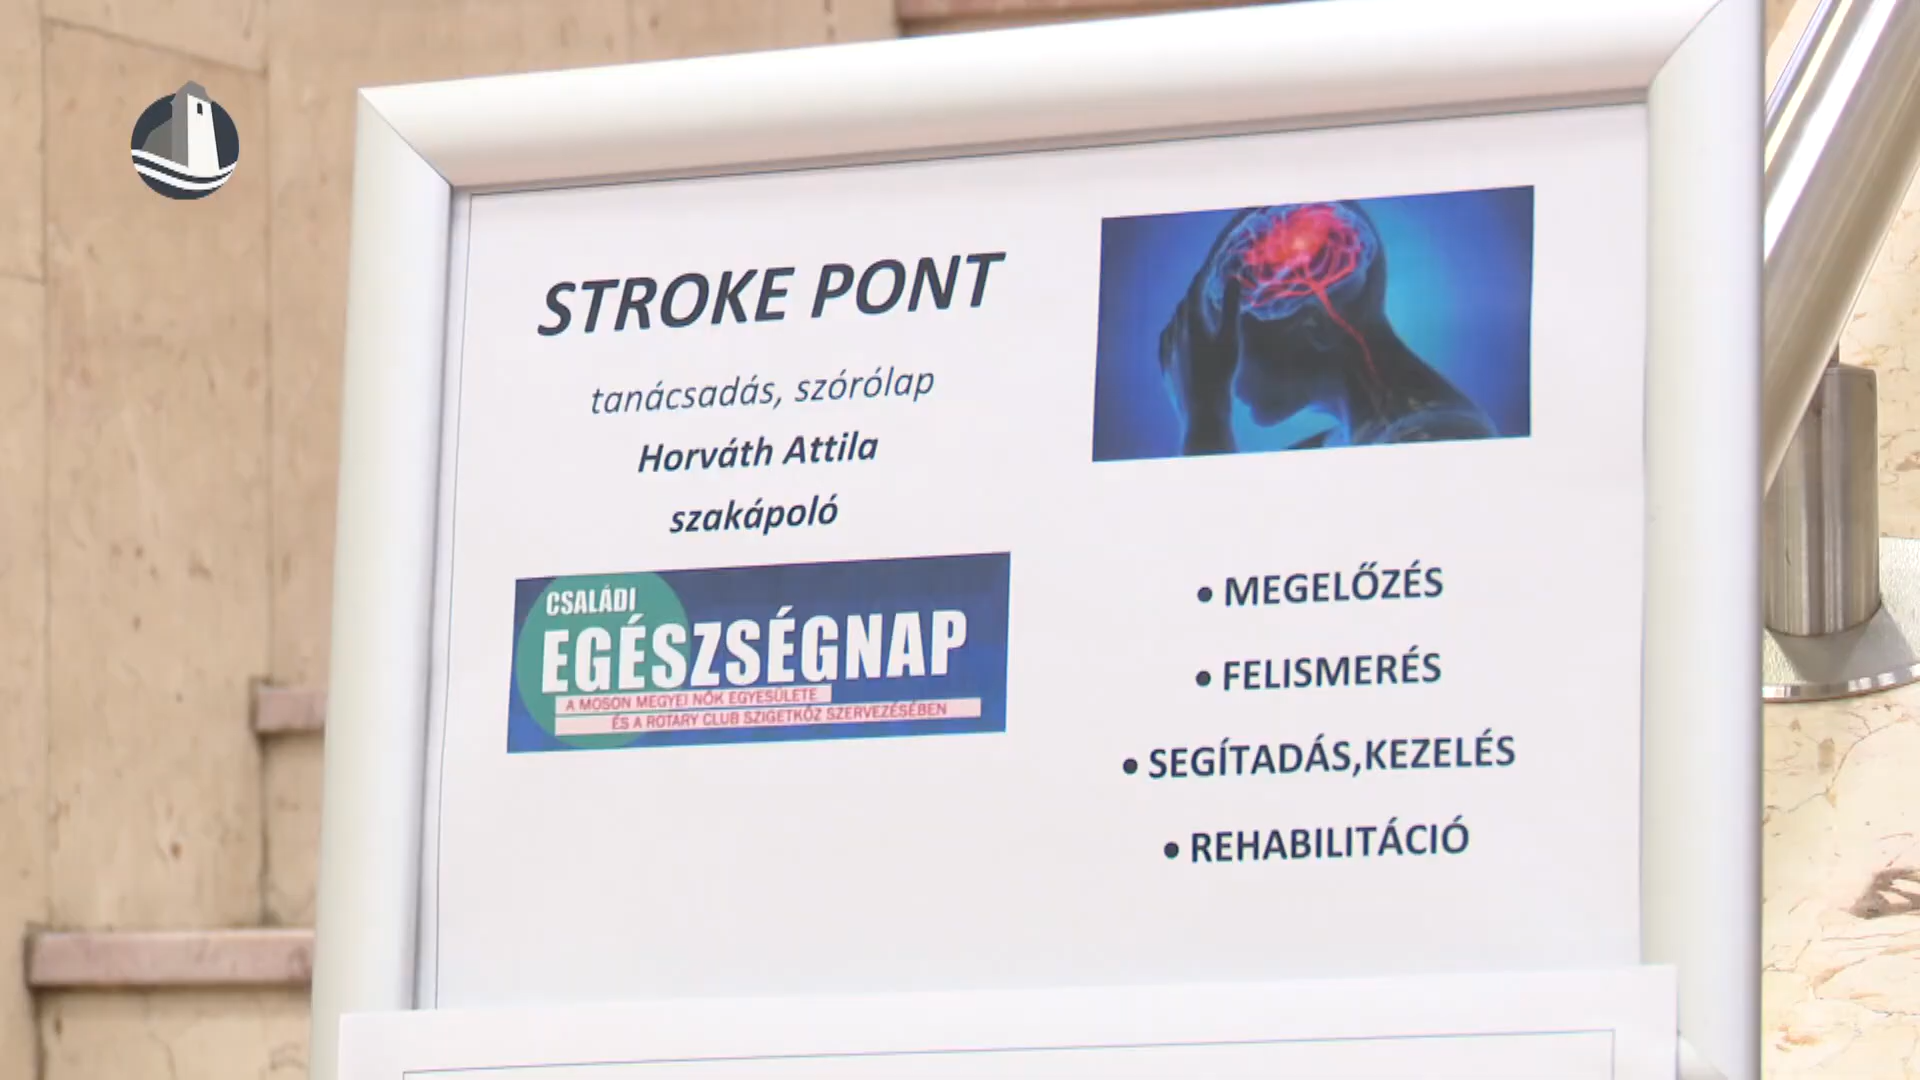 STROKE PONT
tanácsadás, szórólap
Horváth Attila
szakápoló
CSALÁDI
EGÉSZSÉGNAP
A MOSON MEGYEI NŐK EGYESÜLETE
ÉS A ROTARY CLUB SZIGETKÖZ SZERVEZÉSÉBEN
• MEGELŐZÉS
• FELISMERÉS
• SEGÍTADÁS,KEZELÉS
• REHABILITÁCIÓ